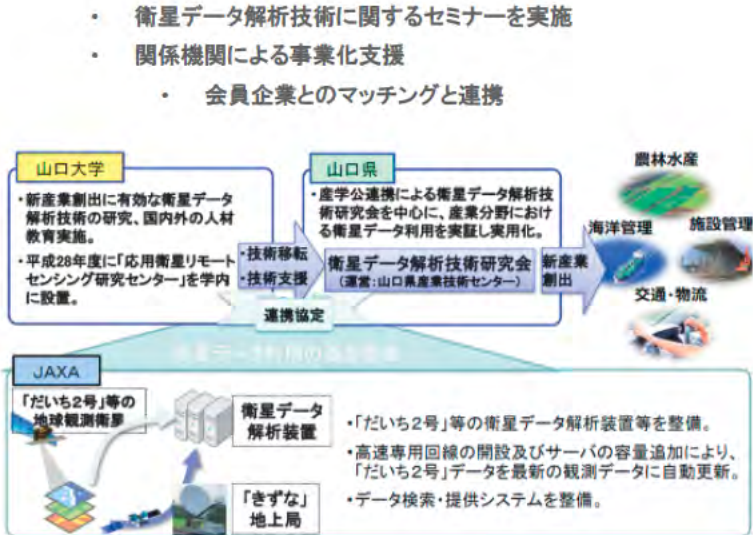 ・ 衛星データ解析技術に関するセミナーを実施
・ 関係機関による事業化支援
・ 会員企業とのマッチングと連携
山口大学
・新産業創出に有効な衛星データ
解析技術の研究、国内外の人材
教育実施。
・平成28年度に「応用衛星リモート
センシング研究センター」を学内
に設置。
・技術移転
・技術支援
山口県
・産学公連携による衛星データ解析技
術研究会を中心に、産業分野におけ
る衛星データ利用を実証し実用化。
衛星データ解析技術研究会
（運営：山口県産業技術センター）
新産業
創出
農林水産
海洋管理
施設管理
交通・物流
連携協定
JAXA
「だいち2号」等の
地球観測衛星
衛星データ
解析装置
「きずな」
地上局
・「だいち2号」等の衛星データ解析装置等を整備。
・高速専用回線の開設及びサーバの容量追加により、
「だいち2号」データを最新の観測データに自動更新。
・データ検索・提供システムを整備。